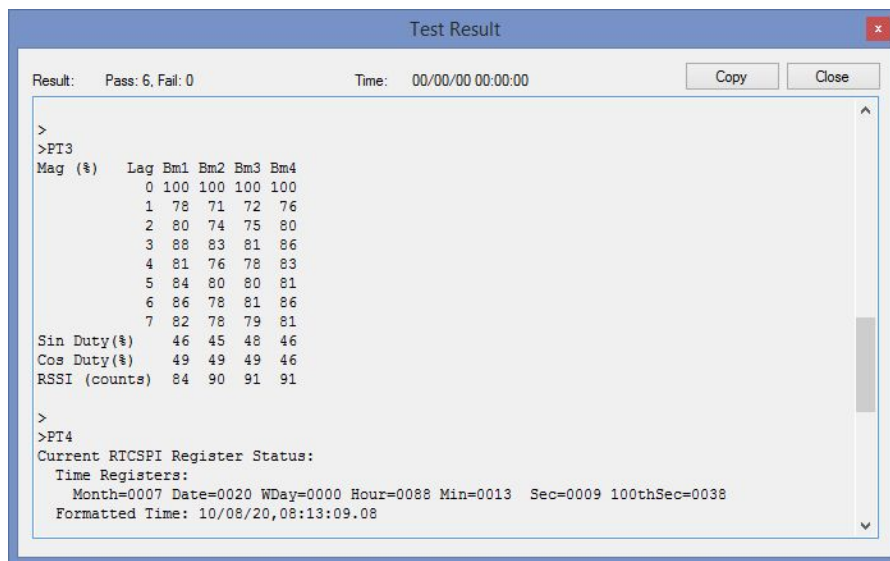 Test Result
x
Result: Pass: 6, Fail: 0 Time: 00/00/00 00:00:00 Copy Close
>
>PT3
Mag (%) Lag Bm1 Bm2 Bm3 Bm4
0 100 100 100 100
1 78 71 72 76
2 80 74 75 80
3 88 83 81 86
4 81 76 78 83
5 84 80 80 81
6 86 78 81 86
7 82 78 79 81
Sin Duty(%) 46 45 48 46
Cos Duty(%) 49 49 49 46
RSSI (counts) 84 90 91 91
>
>PT4
Current RTCSPI Register Status:
Time Registers:
Month=0007 Date=0020 WDay=0000 Hour=0088 Min=0013 Sec=0009 100thSec=0038
Formatted Time: 10/08/20,08:13:09.08